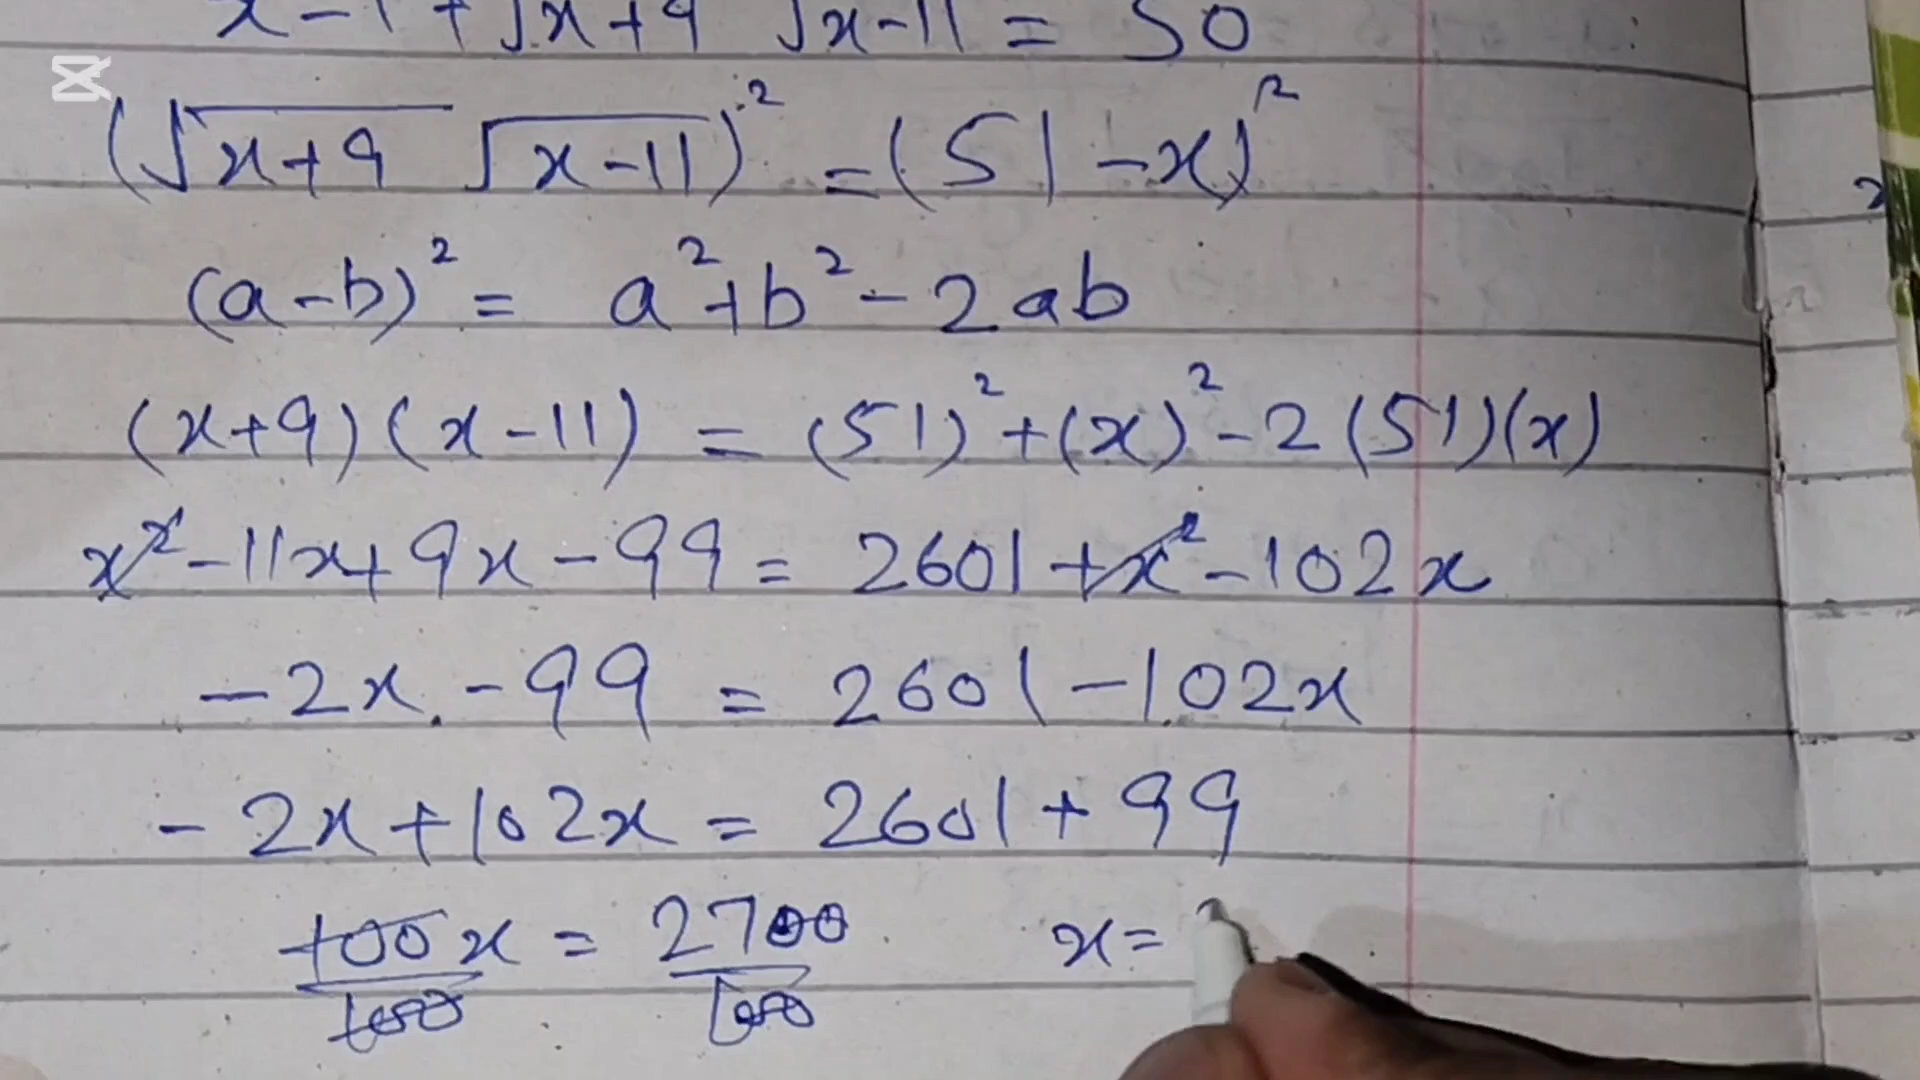 x-1+√x+9 √x-11 = 50
(√x+9 √x-11)² = (51-x)²
(a-b)² = a²+b²-2ab
(x+9)(x-11) = (51)²+(x)²-2(51)(x)
x²-11x+9x-99 = 2601+x²-102x
-2x-99 = 2601-102x
-2x+102x = 2601+99
100x/100 = 2700/100 x=